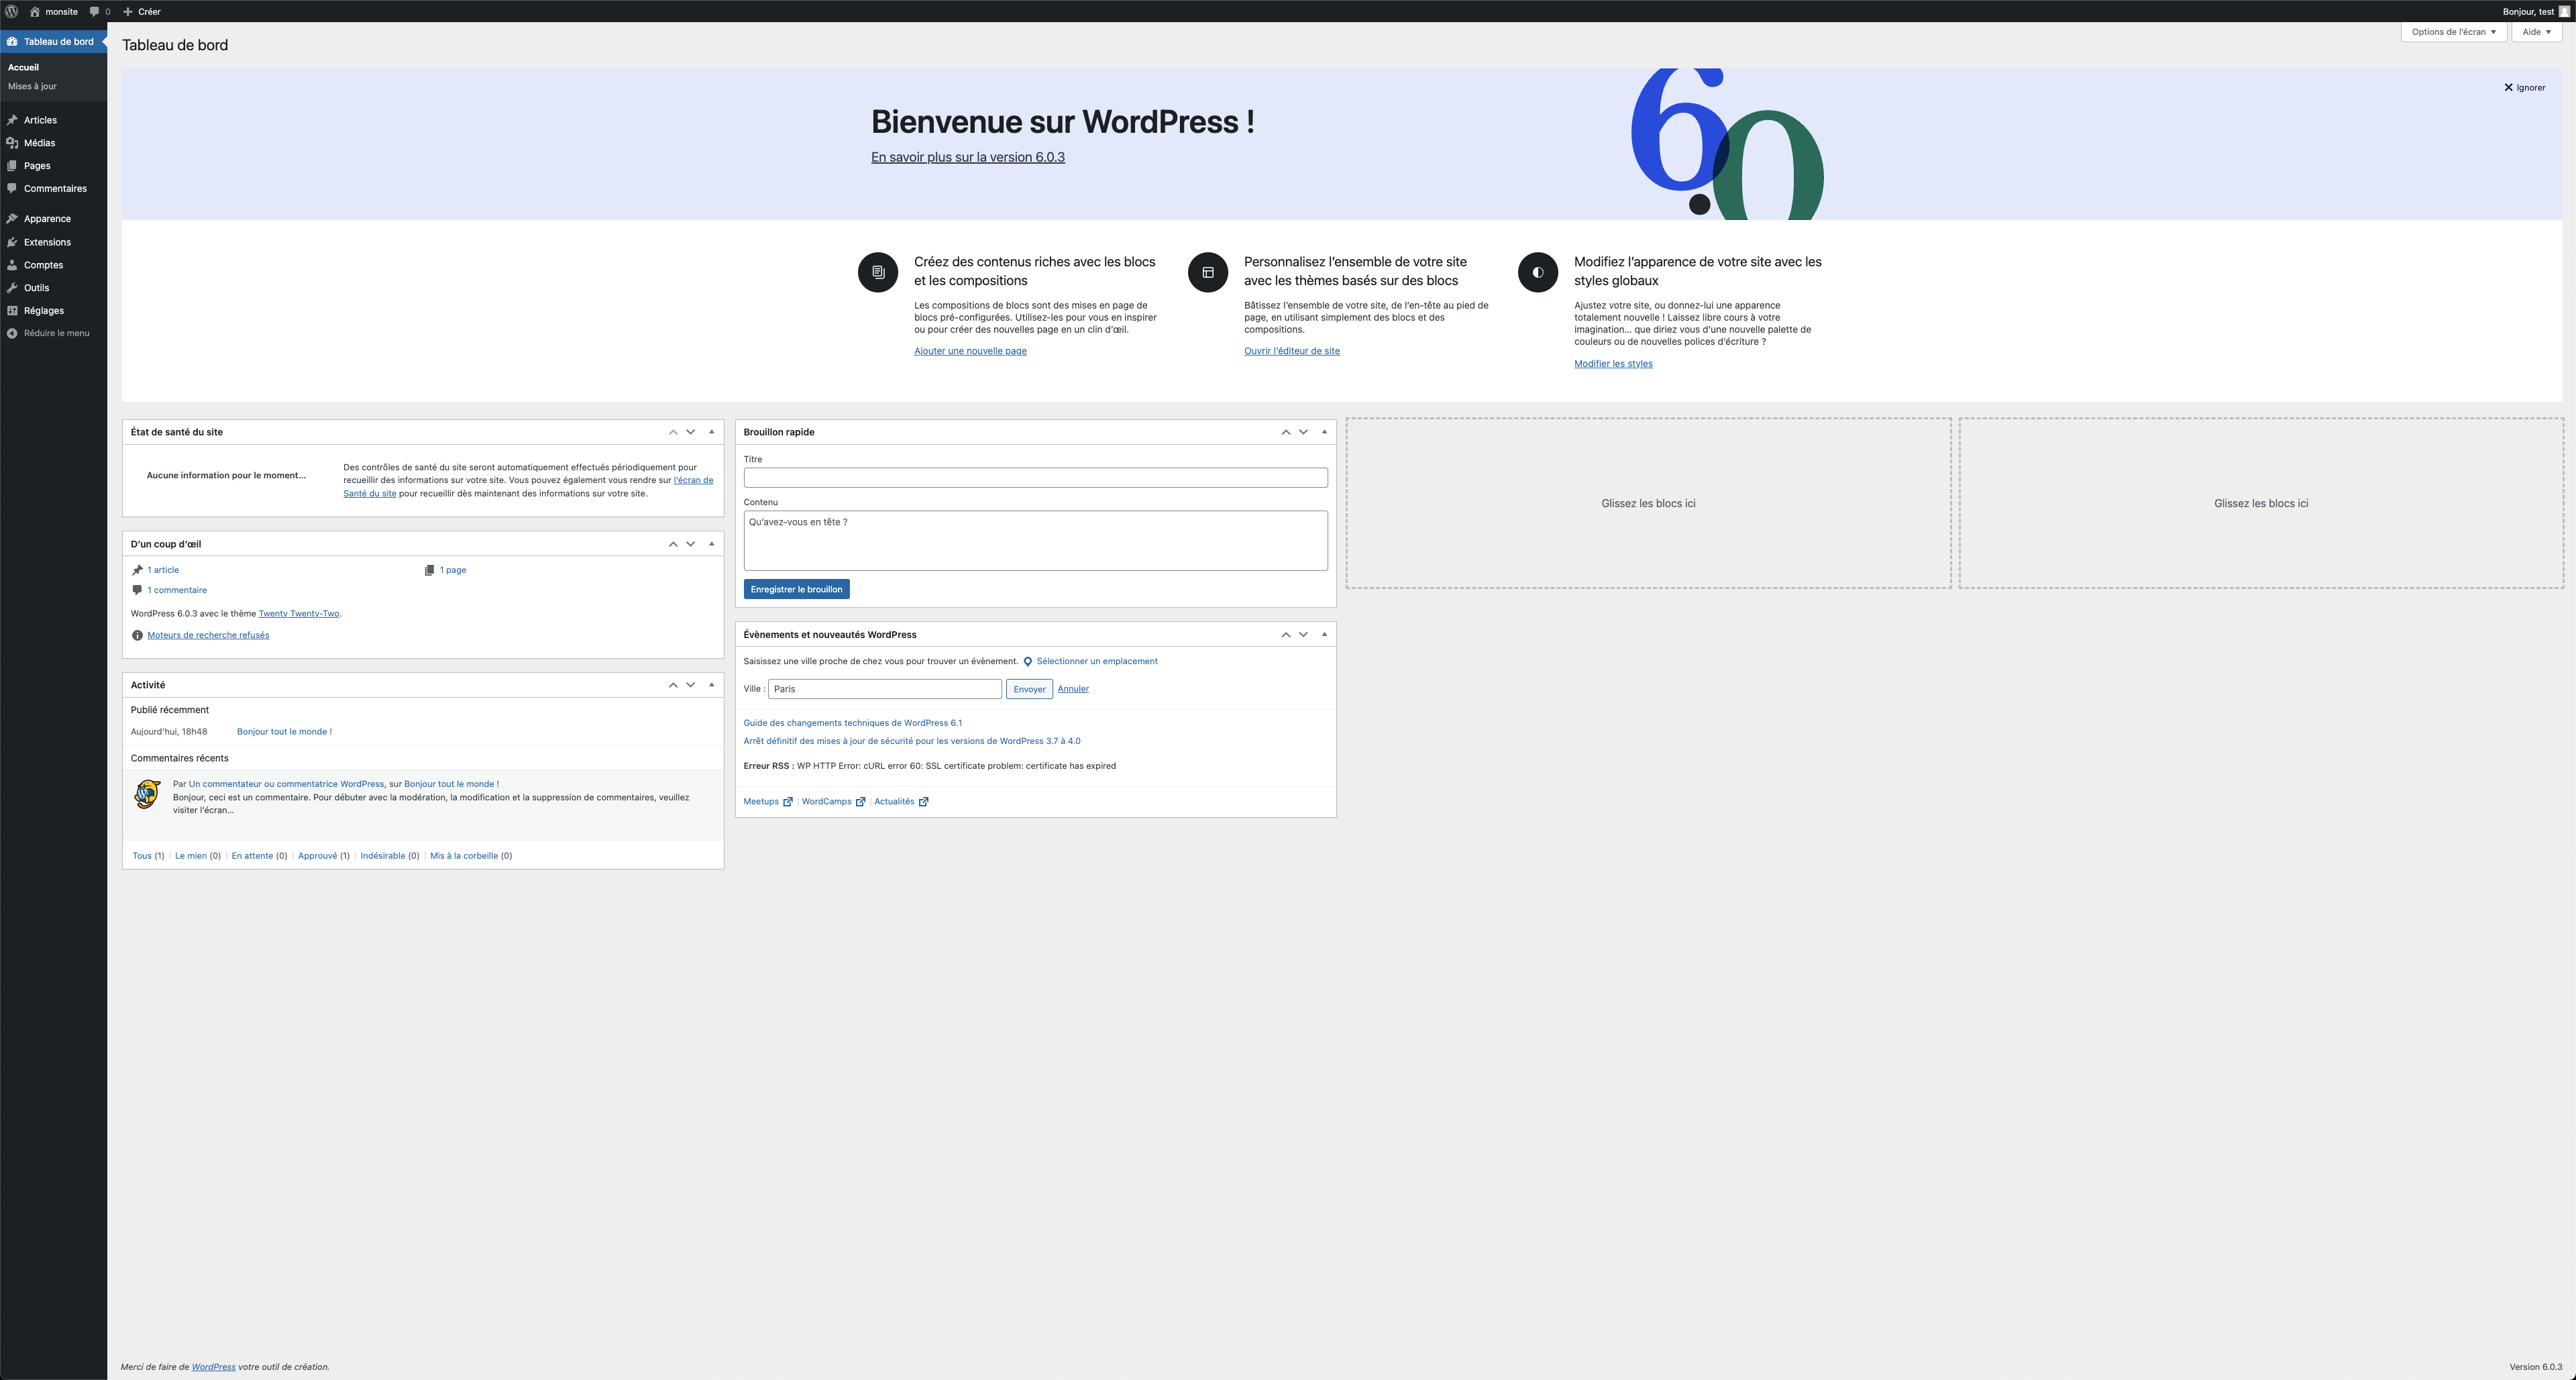 monsite
0
Créer
Bonjour, test
Tableau de bord
Accueil
Mises à jour
Articles
Médias
Pages
Commentaires
Apparence
Extensions
Comptes
Outils
Réglages
Réduire le menu
Tableau de bord
Options de l'écran
Aide
60
Ignorer
Bienvenue sur WordPress !
En savoir plus sur la version 6.0.3
Créez des contenus riches avec les blocs
et les compositions
Les compositions de blocs sont des mises en page de
blocs pré-configurées. Utilisez-les pour vous en inspirer
ou pour créer des nouvelles page en un clin d'œil.
Ajouter une nouvelle page
Personnalisez l'ensemble de votre site
avec les thèmes basés sur des blocs
Bâtissez l'ensemble de votre site, de l'en-tête au pied de
page, en utilisant simplement des blocs et des
compositions.
Ouvrir l'éditeur de site
Modifiez l'apparence de votre site avec les
styles globaux
Ajustez votre site, ou donnez-lui une apparence
totalement nouvelle ! Laissez libre cours à votre
imagination... que diriez vous d'une nouvelle palette de
couleurs ou de nouvelles polices d'écriture ?
Modifier les styles
État de santé du site
Aucune information pour le moment...
Des contrôles de santé du site seront automatiquement effectués périodiquement pour
recueillir des informations sur votre site. Vous pouvez également vous rendre sur l'écran de
Santé du site pour recueillir dès maintenant des informations sur votre site.
D'un coup d'œil
1 article
1 page
1 commentaire
WordPress 6.0.3 avec le thème Twenty Twenty-Two.
Moteurs de recherche refusés
Activité
Publié récemment
Aujourd'hui, 18h48 Bonjour tout le monde !
Commentaires récents
Par Un commentateur ou commentatrice WordPress, sur Bonjour tout le monde !
Bonjour, ceci est un commentaire. Pour débuter avec la modération, la modification et la suppression de commentaires, veuillez
visiter l'écran...
Tous (1) | Le mien (0) | En attente (0) | Approuvé (1) | Indésirable (0) | Mis à la corbeille (0)
Brouillon rapide
Titre
Contenu
Qu'avez-vous en tête ?
Enregistrer le brouillon
Évènements et nouveautés WordPress
Saisissez une ville proche de chez vous pour trouver un évènement. Sélectionner un emplacement
Ville : Paris Envoyer Annuler
Guide des changements techniques de WordPress 6.1
Arrêt définitif des mises à jour de sécurité pour les versions de WordPress 3.7 à 4.0
Erreur RSS : WP HTTP Error: cURL error 60: SSL certificate problem: certificate has expired
Meetups | WordCamps | Actualités
Glissez les blocs ici
Glissez les blocs ici
Merci de faire de WordPress votre outil de création.
Version 6.0.3